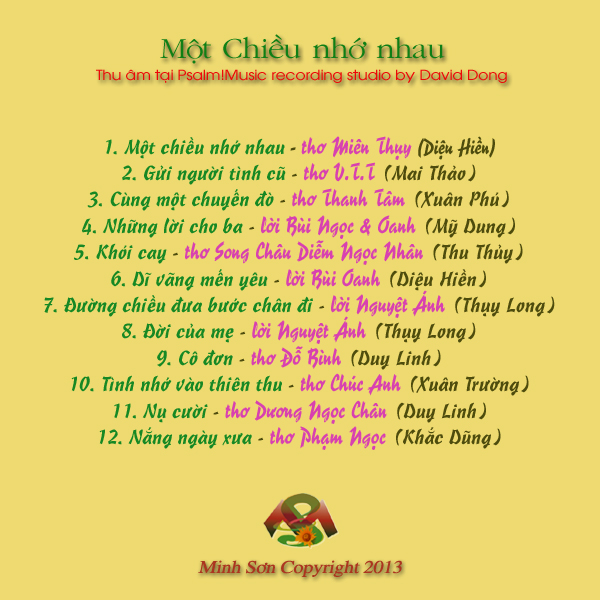 Một Chiều nhớ nhau
Thu âm tại Psalm!Music recording studio by David Dong
1. Một chiều nhớ nhau - thơ Miên Thụy (Diệu Hiền)
2. Gửi người tình cũ - thơ V.T.T (Mai Thảo)
3. Cùng một chuyến đò - thơ Thanh Tâm (Xuân Phú)
4. Những lời cho ba - lời Bùi Ngọc & Oanh (Mỹ Dung)
5. Khói cay - thơ Song Châu Diễm Ngọc Nhân (Thu Thủy)
6. Dĩ vãng mến yêu - lời Bùi Oanh (Diệu Hiền)
7. Đường chiều đưa bước chân đi - lời Nguyệt Ánh (Thụy Long)
8. Đời của mẹ - lời Nguyệt Ánh (Thụy Long)
9. Cô đơn - thơ Đỗ Bình (Duy Linh)
10. Tình nhớ vào thiên thu - thơ Chúc Anh (Xuân Trường)
11. Nụ cười - thơ Dương Ngọc Chân (Duy Linh)
12. Nắng ngày xưa - thơ Phạm Ngọc (Khắc Dũng)
Minh Sơn Copyright 2013